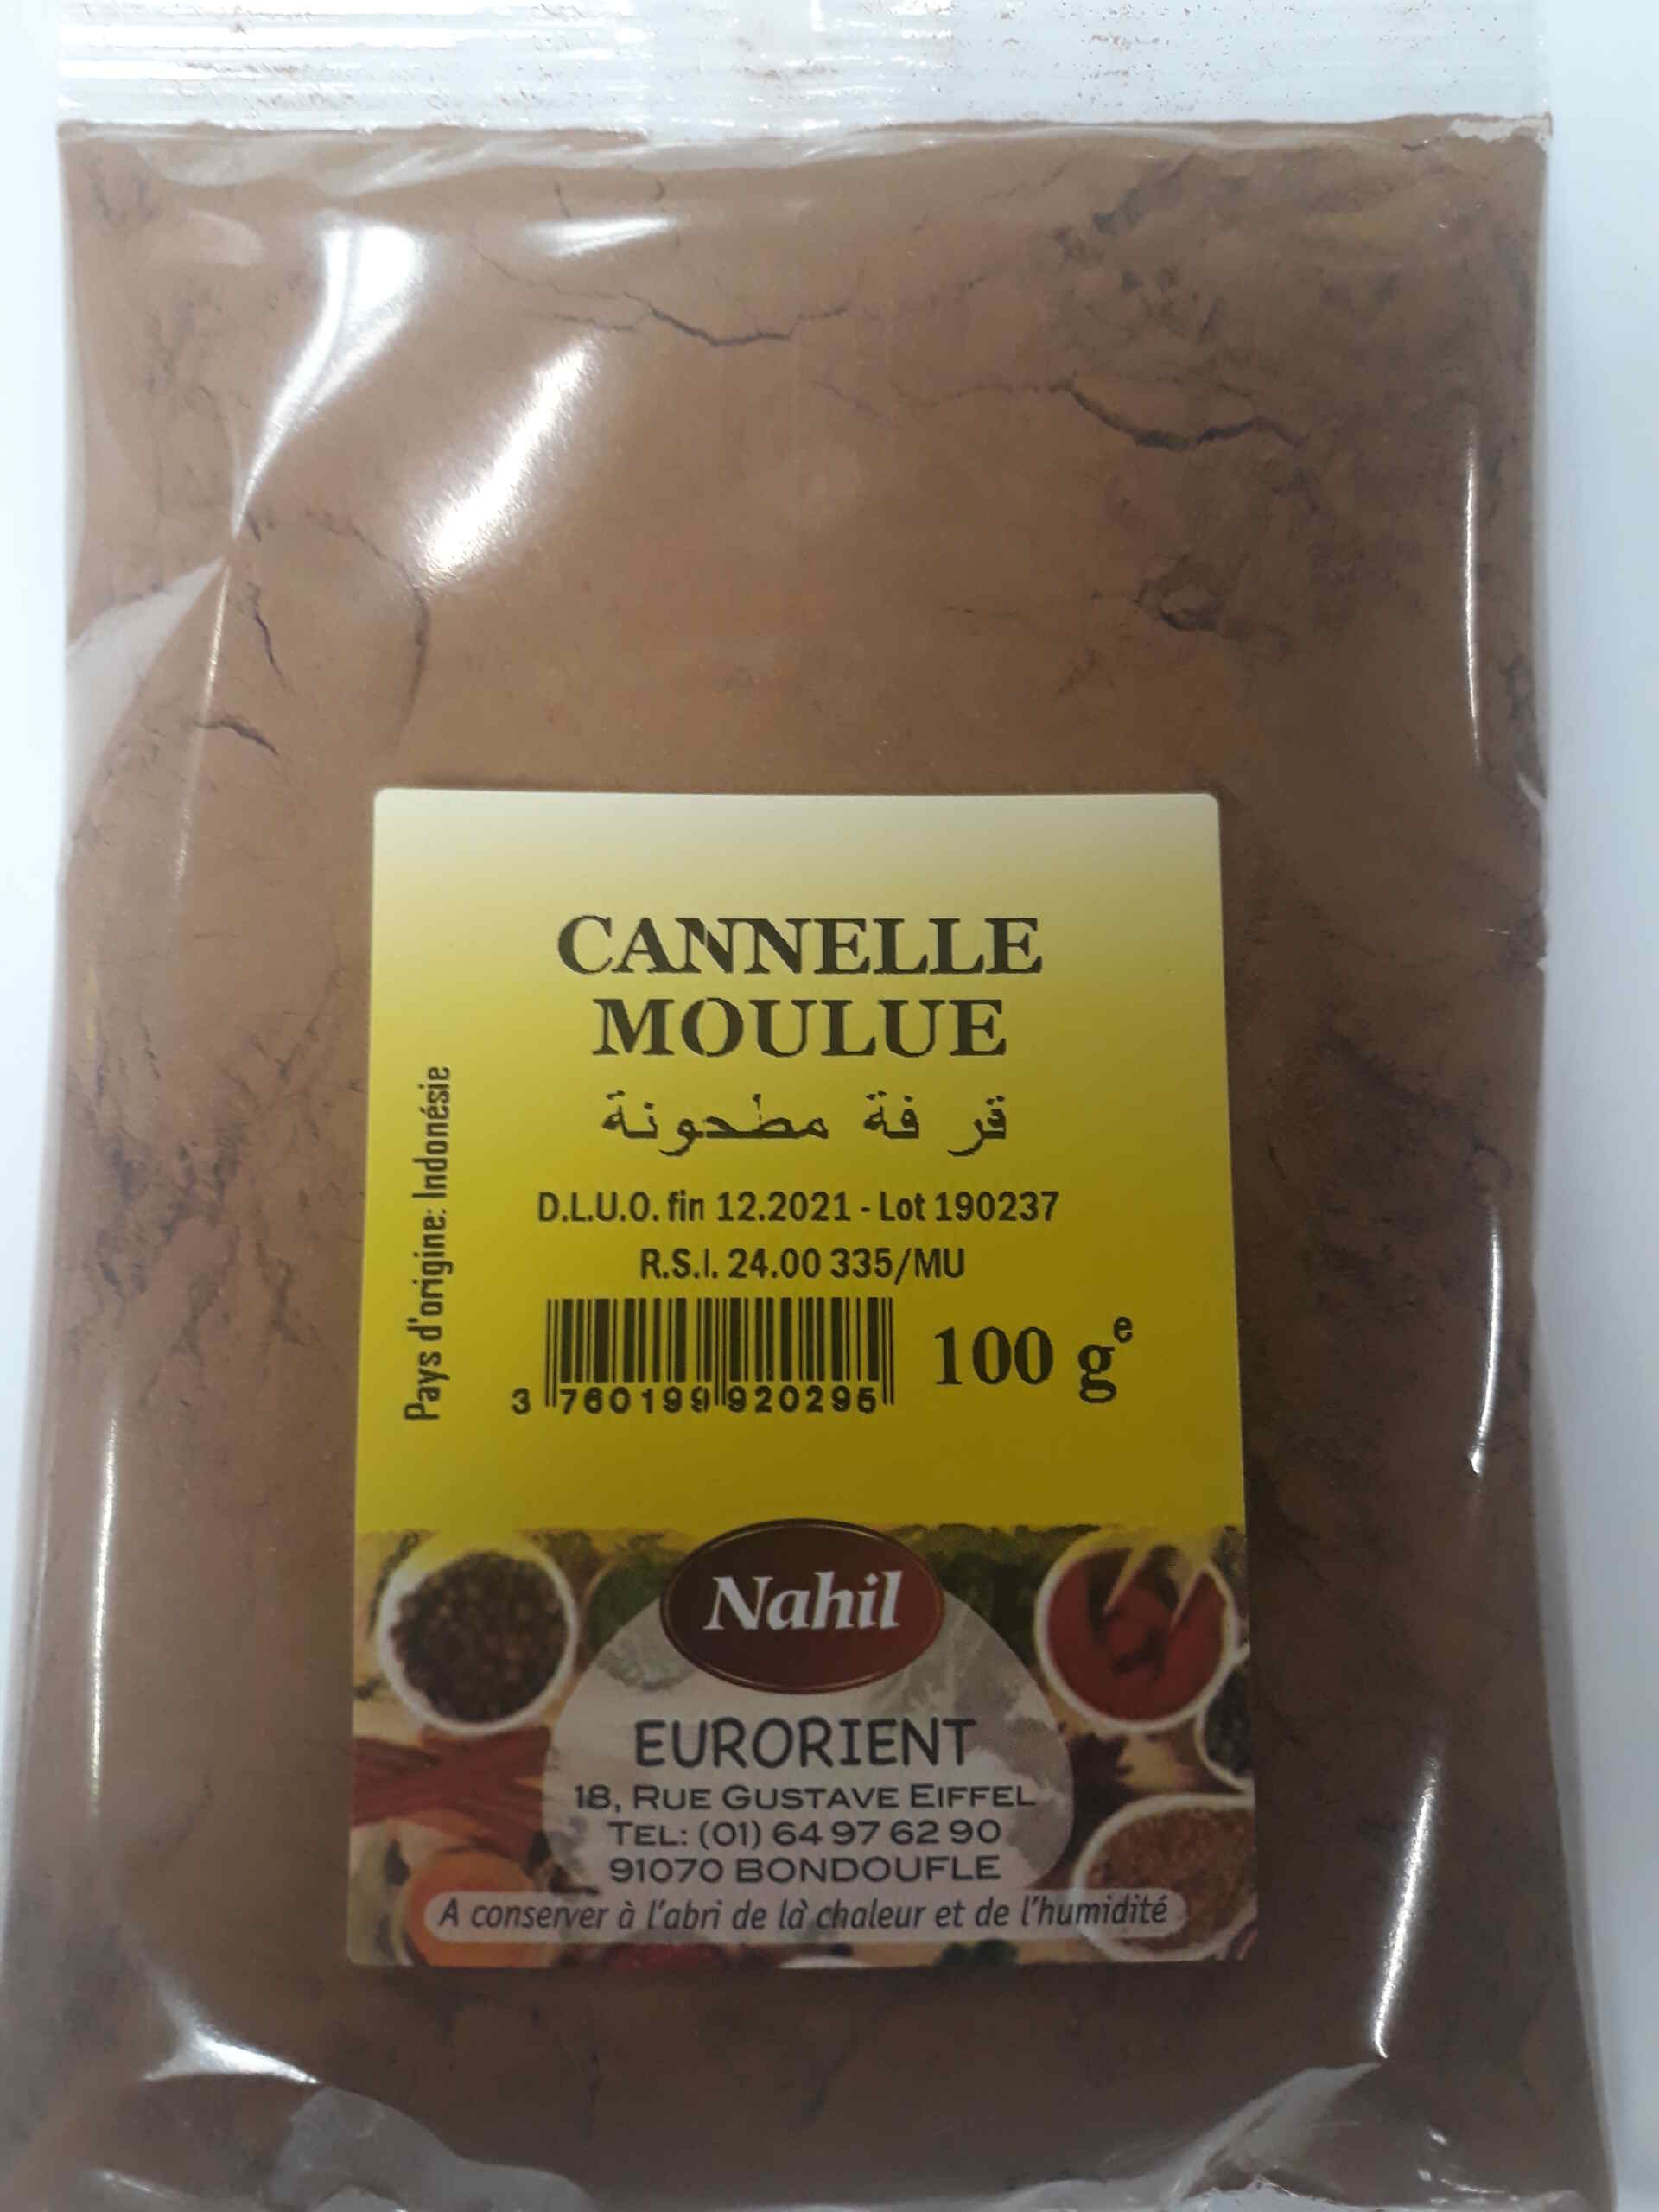 CANNELLE
MOULUE
قر فة مطحونة
D.L.U.O. fin 12.2021 - Lot 190237
R.S.I. 24.00 335/MU
Pays d'origine: Indonésie
3 760199 920295
100 g e
Nahil
EURORIENT
18, RUE GUSTAVE EIFFEL
TEL: (01) 64 97 62 90
91070 BONDOUFLE
A conserver à l'abri de là chaleur et de l'humidité